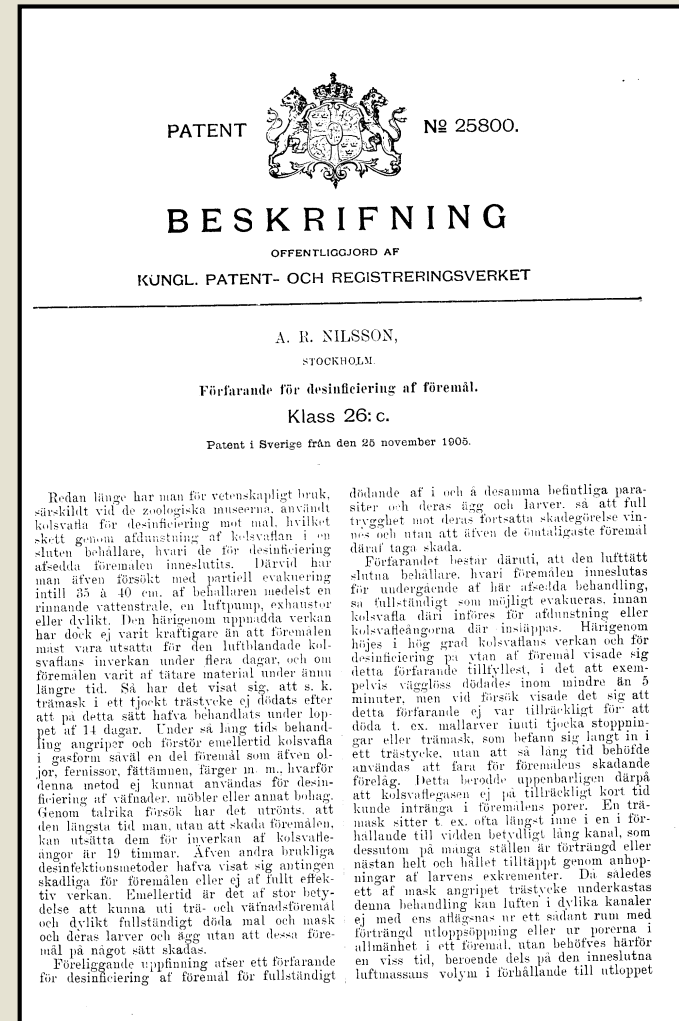 PATENT
№ 25800.
BESKRIFNING
OFFENTLIGGJORD AF
KUNGL. PATENT- OCH REGISTRERINGSVERKET
A. R. NILSSON,
STOCKHOLM.
Förfarande för desinficiering af föremål.
Klass 26: c.
Patent i Sverige från den 25 november 1905.
Redan länge har man för vetenskapligt bruk,
särskildt vid de zoologiska museerna, användt
kolsvafla för desinficiering mot mal, hvilket
skett genom afdunstning af kolsvaflan i en
sluten behållare, hvari de för desinficiering
afsedda föremålen inneslutits. Därvid har
man äfven försökt med partiell evakuering
intill 35 à 40 cm. af behållaren medelst en
rinnande vattenstråle, en luftpump, exhaustor
eller dylikt. Den härigenom uppnådda verkan
har dock ej varit kraftigare än att föremålen
måst vara utsatta för den luftblandade kol-
svaflans inverkan under flera dagar, och om
föremålen varit af tätare material under ännu
längre tid. Så har det visat sig, att s. k.
trämask i ett tjockt trästycke ej dödats efter
att på detta sätt hafva behandlats under lop-
pet af 14 dagar. Under så lång tids behand-
ling angriper och förstör emellertid kolsvafla
i gasform såväl en del föremål som äfven ol-
jor, fernissor, fättämnen, färger m. m., hvarför
denna metod ej kunnat användas för desin-
ficiering af väfnader, möbler eller annat bohag.
Genom talrika försök har det utrönts, att
den längsta tid man, utan att skada föremålen,
kan utsätta dem för inverkan af kolsvafle-
ångor är 19 timmar. Äfven andra brukliga
desinfektionsmetoder hafva visat sig antingen
skadliga för föremålen eller ej af fullt effek-
tiv verkan. Emellertid är det af stor bety-
delse att kunna uti trä- och väfnadsföremål
och dylikt fullständigt döda mal och mask
och deras larver och ägg utan att dessa före-
mål på något sätt skadas.
Föreliggande uppfinning afser ett förfarande
för desinficiering af föremål för fullständigt
dödande af i och å desamma befintliga para-
siter och deras ägg och larver, så att full
trygghet mot deras fortsatta skadegörelse vin-
nes och utan att äfven de ömtåligaste föremål
däraf taga skada.
Förfarandet består däruti, att den lufttätt
slutna behållare, hvari föremålen inneslutas
för undergående af här afsedda behandling,
så fullständigt som möjligt evakueras, innan
kolsvafla däri införes för afdunstning eller
kolsvafleångorna där insläppas. Härigenom
höjes i hög grad kolsvaflans verkan och för
desinficiering på ytan af föremål visade sig
detta förfarande tillfyllest, i det att exem-
pelvis vägglöss dödades inom mindre än 5
minuter, men vid försök visade det sig att
detta förfarande ej var tillräckligt för att
döda t. ex. mallarver inuti tjocka stoppnin-
gar eller trämask, som befann sig långt in i
ett trästycke, utan att så lång tid behöfde
användas att fara för föremålens skadande
förelåg. Detta berodde uppenbarligen därpå
att kolsvaflegasen ej på tillräckligt kort tid
kunde intränga i föremålens porer. En trä-
mask sitter t. ex. ofta längst inne i en i för-
hållande till vidden betydligt lång kanal, som
dessutom på många ställen är förträngd eller
nästan helt och hållet tilltäppt genom anhop-
ningar af larvens exkrementer. Då således
ett af mask angripet trästycke underkastas
denna behandling kan luften i dylika kanaler
ej med ens aflägsnas ur ett sådant rum med
förträngd utloppsöppning eller ur porerna i
allmänhet i ett föremål, utan behöfves härför
en viss tid, beroende dels på den inneslutna
luftmassans volym i förhållande till utloppet